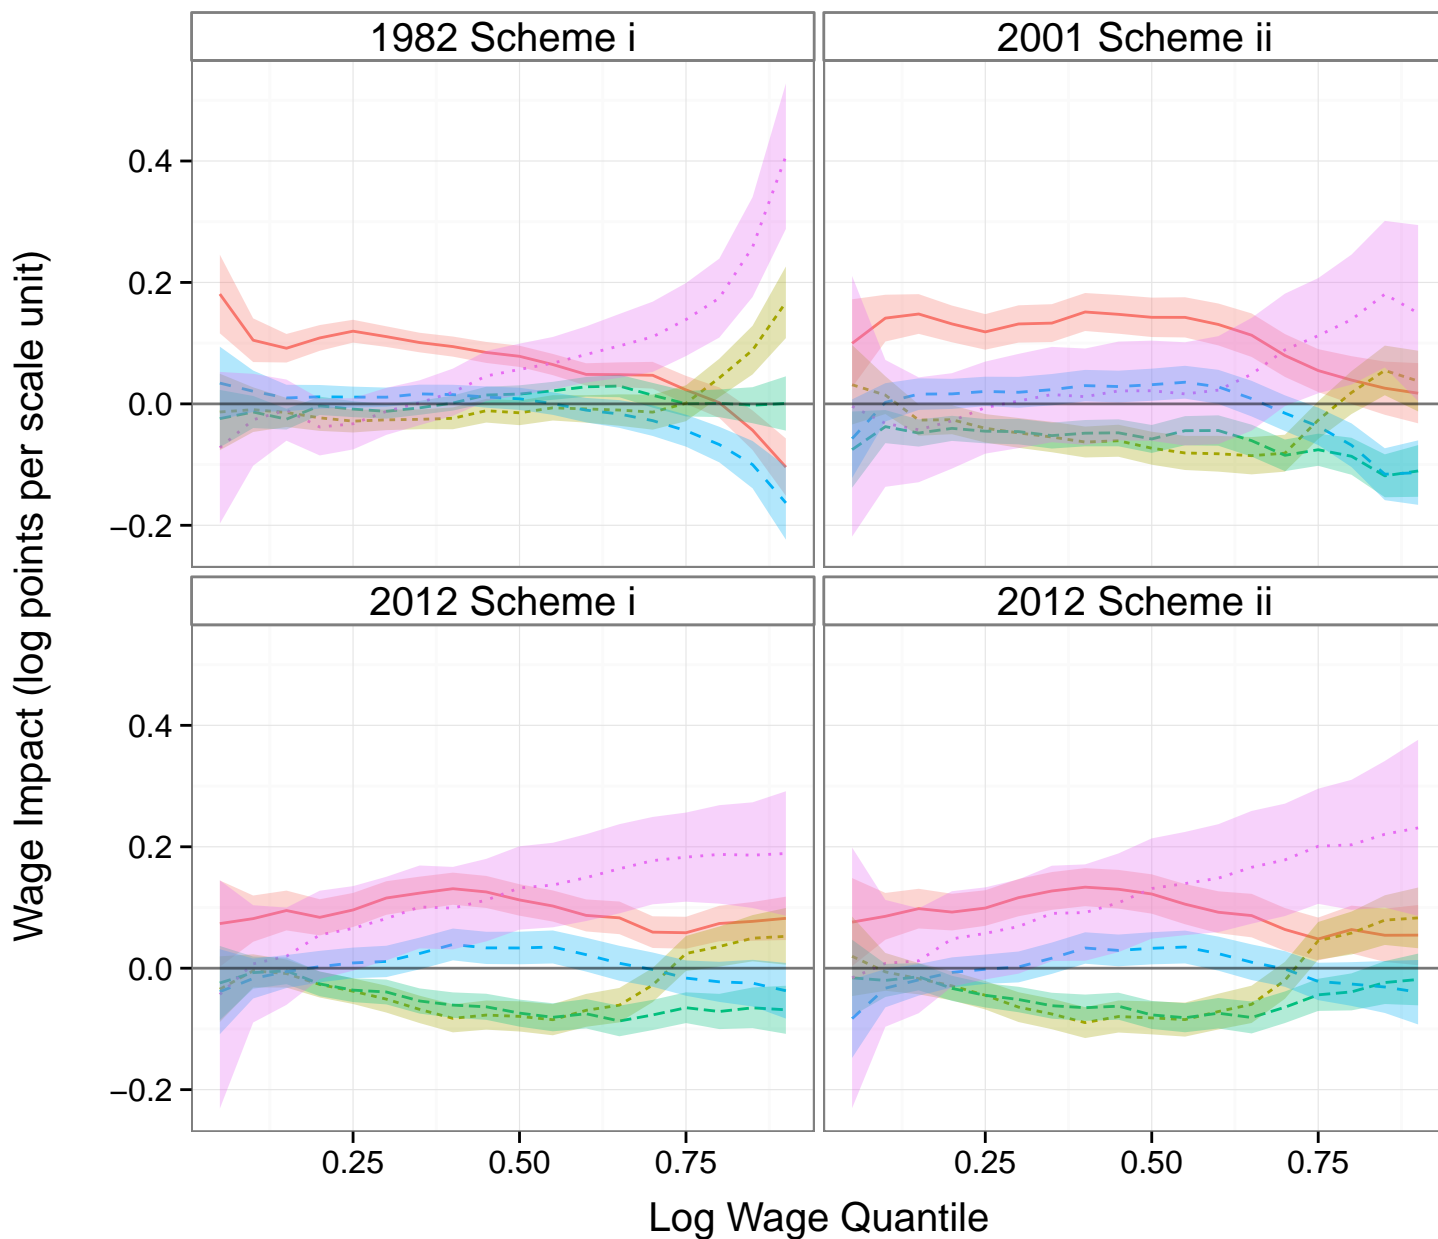 1982 Scheme i
2001 Scheme ii
0.4
0.2
0.0
−0.2
2012 Scheme i
2012 Scheme ii
0.4
0.2
0.0
−0.2
0.25 0.50 0.75
0.25 0.50 0.75
Log Wage Quantile
Wage Impact (log points per scale unit)